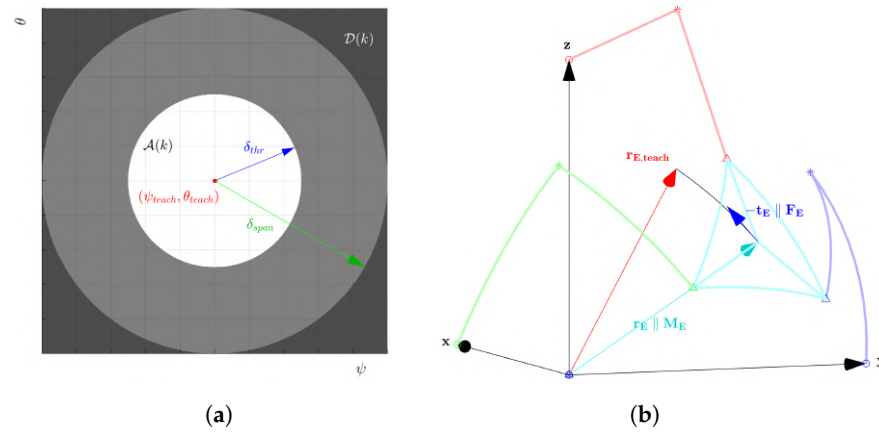 θ
𝒟(k)
𝒜(k)
δ_thr
(ψ_teach, θ_teach)
δ_span
ψ
(a)
z
r_E,teach
−t_E ∥ F_E
r_E ∥ M_E
x
(b)